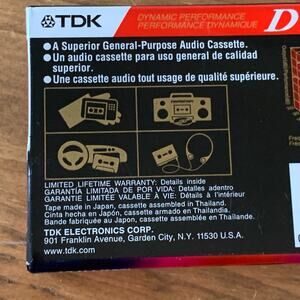 TDK
DYNAMIC PERFORMANCE
PERFORMANCE DYNAMIQUE
D
• A Superior General-Purpose Audio Cassette.
• Un audio cassette para uso general de calidad
superior.
• Une cassette audio tout usage de qualité supérieure.
LIMITED LIFETIME WARRANTY: Details inside
GARANTÍA LIMITADA DE POR VIDA: Detalles adentro
GARANTIE LIMITÉE VALABLE À VIE: Détails à l'intérieur
Tape made in Japan, cassette assembled in Thailand.
Cinta hecha en Japón, cassette armado en Thailandia.
Bande fabriquée au Japon, cassette assemblée en Thaïlande.
TDK ELECTRONICS CORP.
901 Franklin Avenue, Garden City, N.Y. 11530 U.S.A.
www.tdk.com